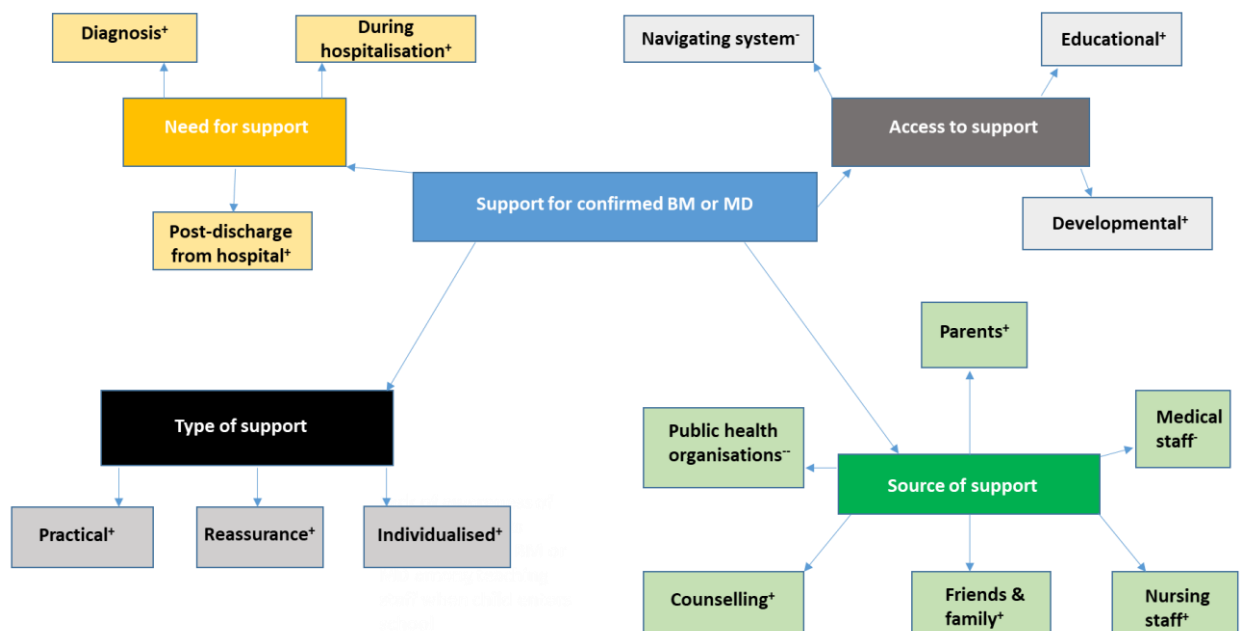 Diagnosis⁺
During
hospitalisation⁺
Navigating system⁻
Educational⁺
Need for support
Access to support
Support for confirmed BM or MD
Post-discharge
from hospital⁺
Developmental⁺
Parents⁺
Type of support
Public health
organisations⁻⁻
Medical
staff⁻
Source of support
Practical⁺
Reassurance⁺
Individualised⁺
Counselling⁺
Friends &
family⁺
Nursing
staff⁺